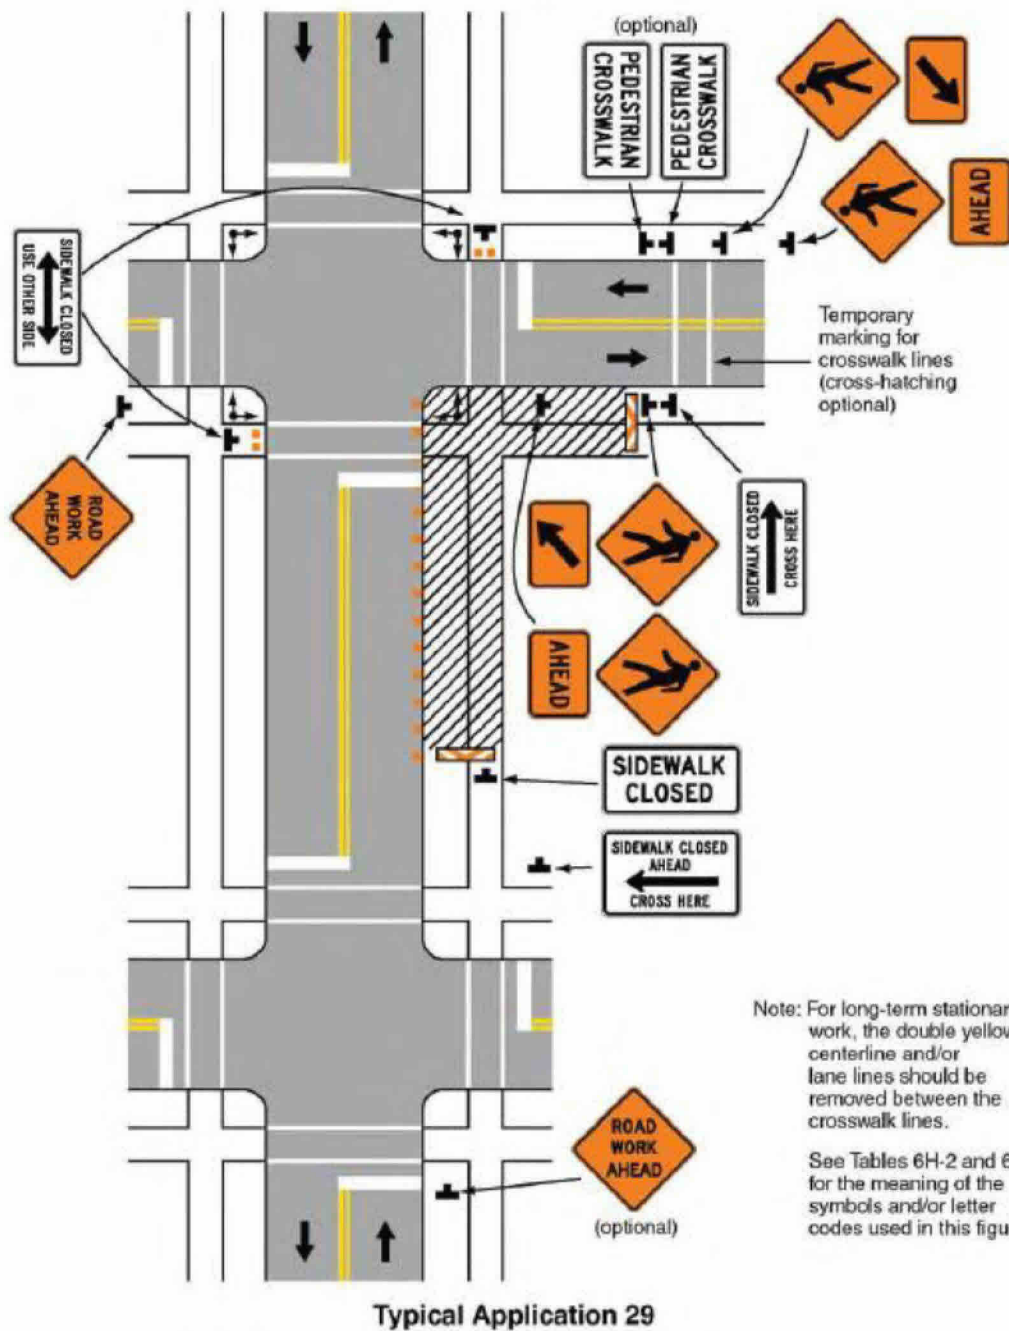 (optional)
PEDESTRIAN
CROSSWALK
PEDESTRIAN
CROSSWALK
AHEAD
SIDEWALK CLOSED
USE OTHER SIDE
Temporary
marking for
crosswalk lines
(cross-hatching
optional)
ROAD
WORK
AHEAD
SIDEWALK CLOSED
CROSS HERE
AHEAD
SIDEWALK
CLOSED
SIDEWALK CLOSED
AHEAD
CROSS HERE
Note: For long-term stationar
work, the double yellow
centerline and/or
lane lines should be
removed between the
crosswalk lines.
See Tables 6H-2 and 6
for the meaning of the
symbols and/or letter
codes used in this figu
ROAD
WORK
AHEAD
(optional)
Typical Application 29